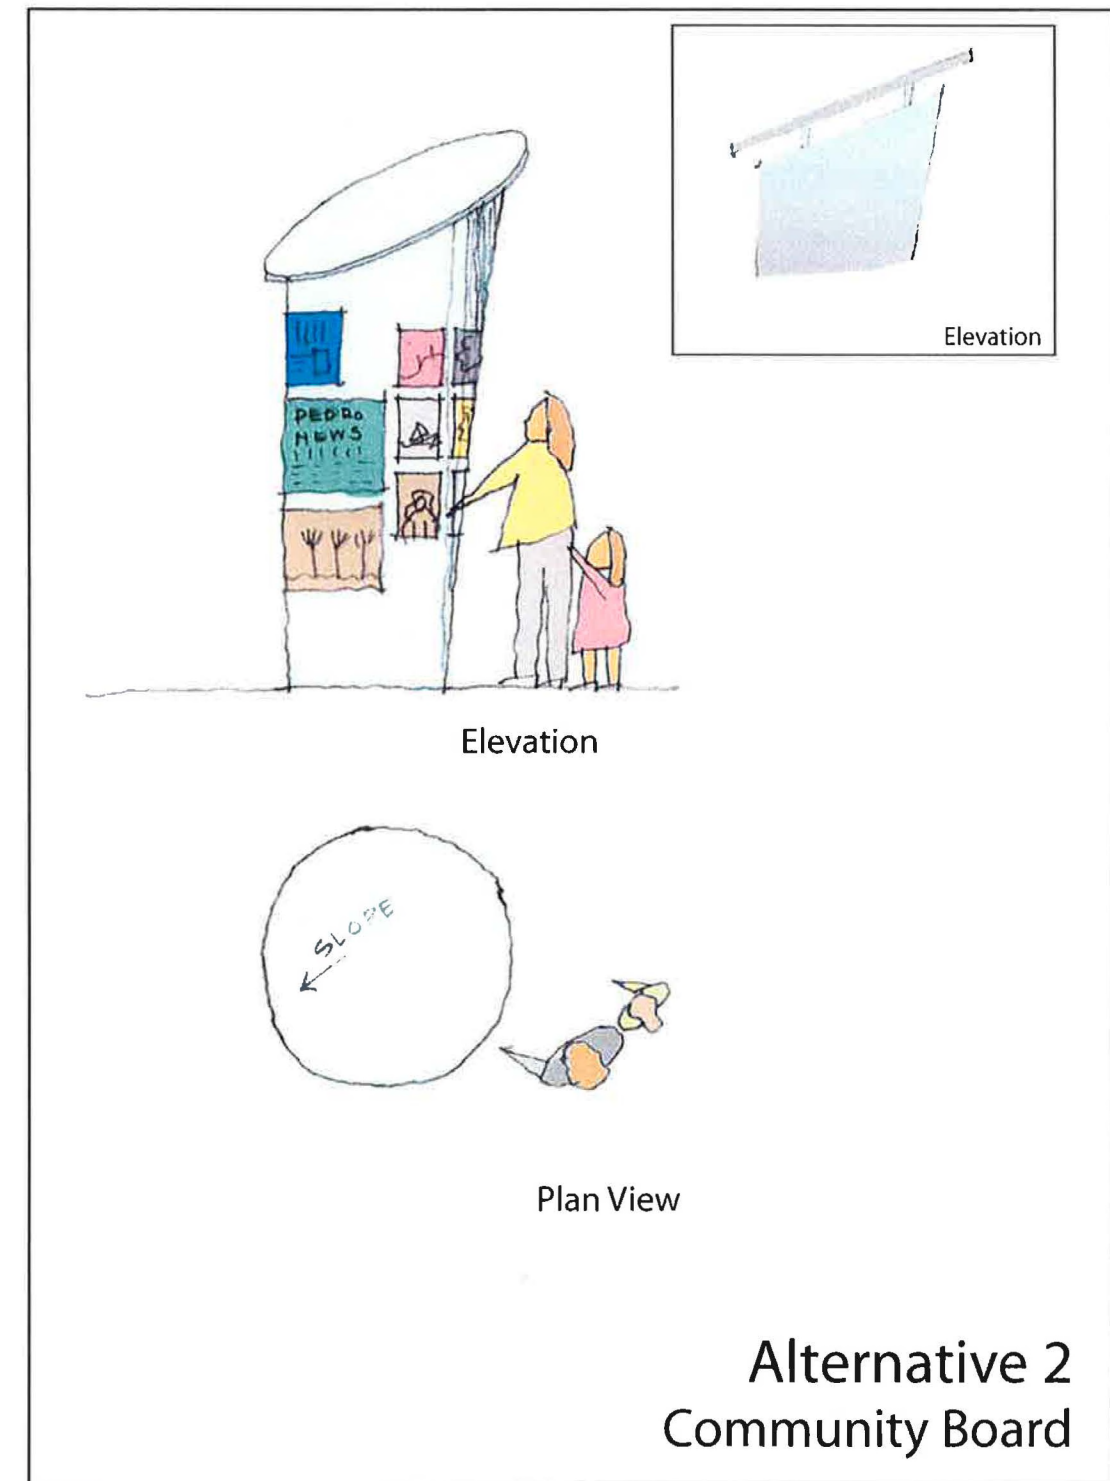 Elevation
PEDRO
NEWS
Elevation
SLOPE
Plan View
Alternative 2
Community Board